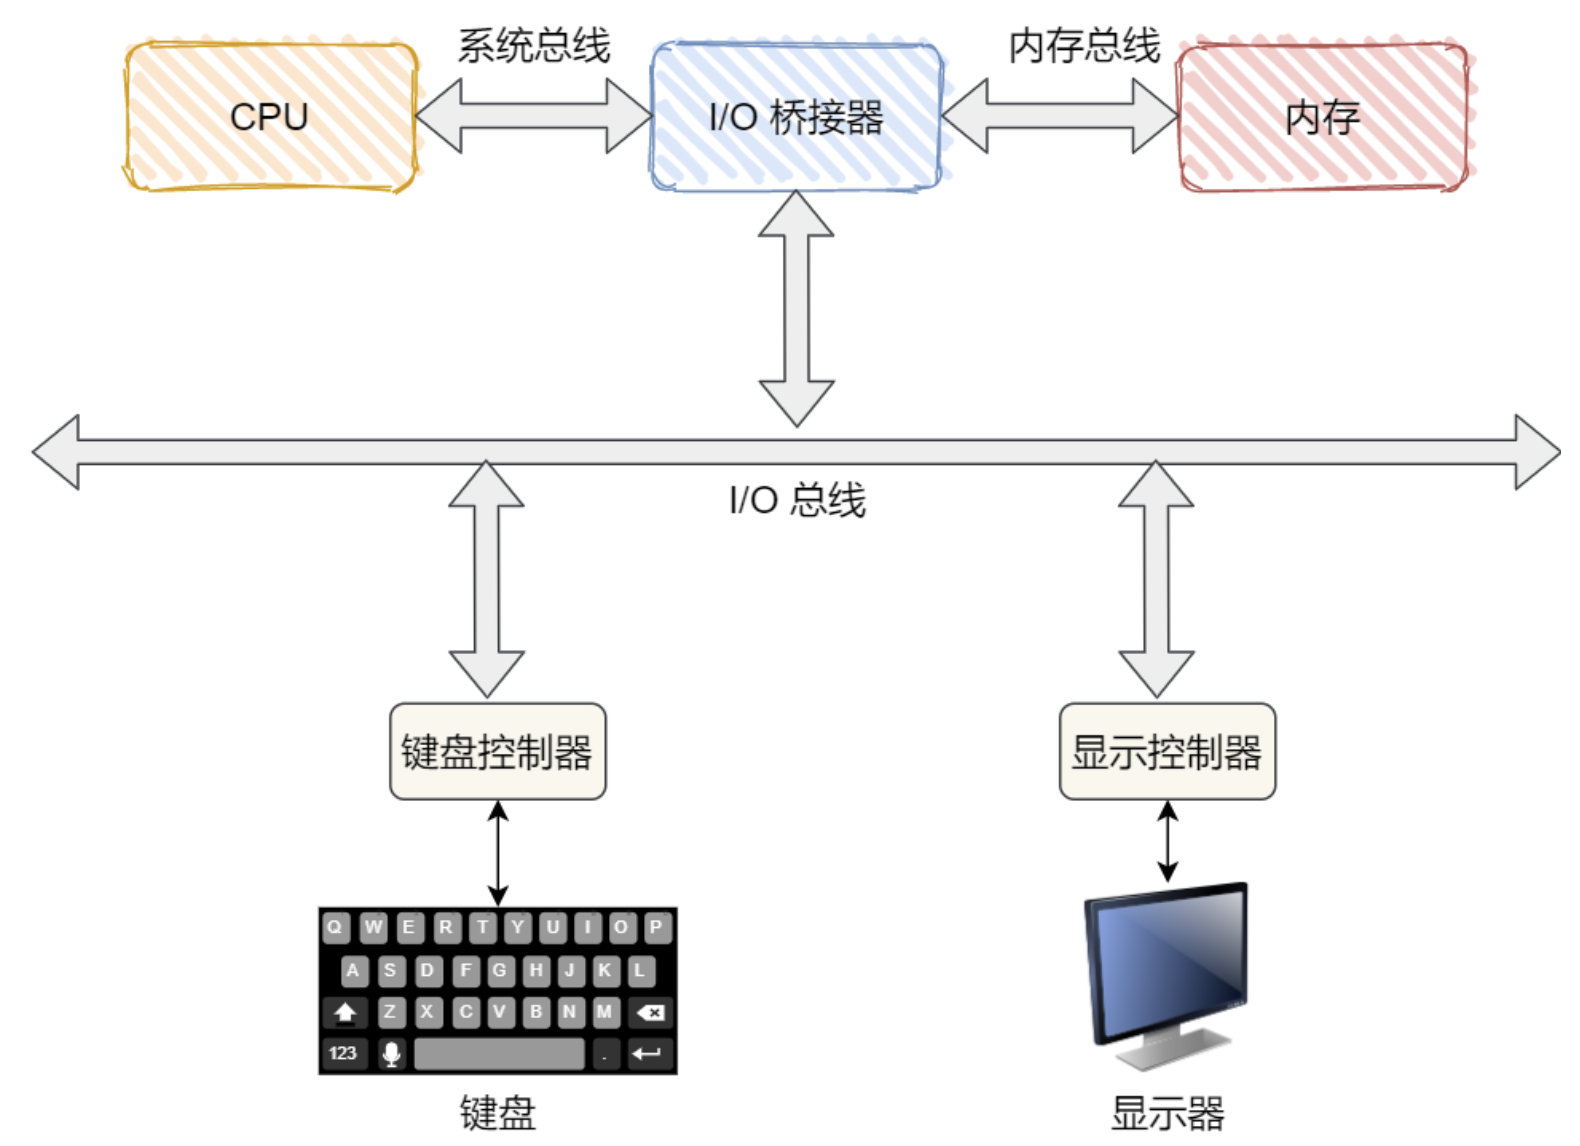 系统总线
内存总线
CPU
I/O 桥接器
内存
I/O 总线
键盘控制器
显示控制器
Q W E R T Y U I O P
A S D F G H J K L
Z X C V B N M
123 .
键盘
显示器